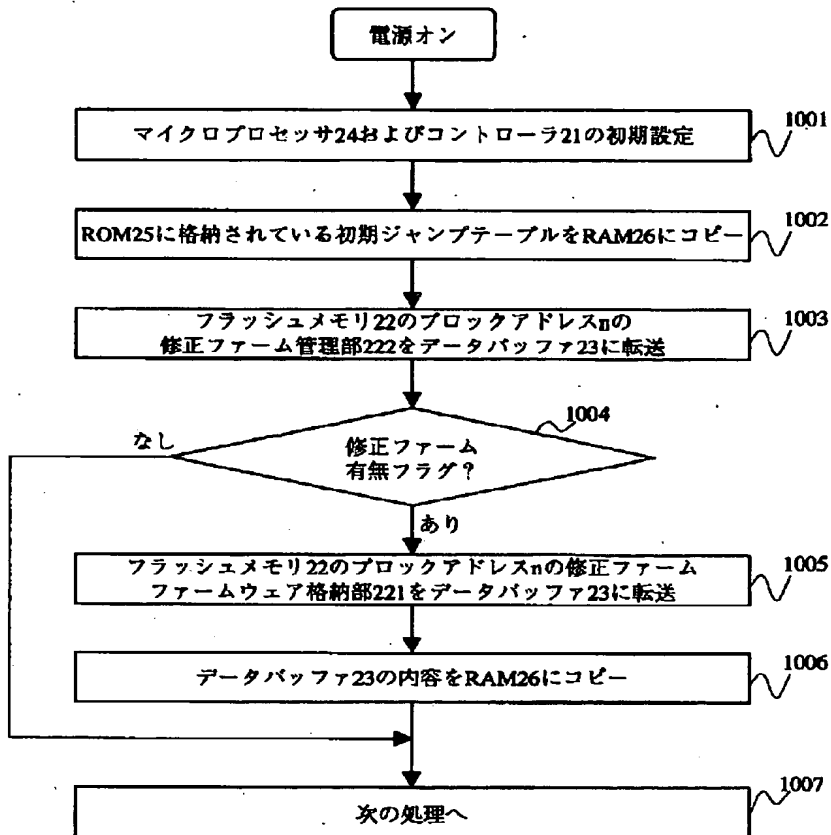 電源オン
マイクロプロセッサ24およびコントローラ21の初期設定
1001
ROM25に格納されている初期ジャンプテーブルをRAM26にコピー
1002
フラッシュメモリ22のブロックアドレスnの
修正ファーム管理部222をデータバッファ23に転送
1003
1004
修正ファーム
有無フラグ？
なし
あり
フラッシュメモリ22のブロックアドレスnの修正ファーム
ファームウェア格納部221をデータバッファ23に転送
1005
データバッファ23の内容をRAM26にコピー
1006
次の処理へ
1007